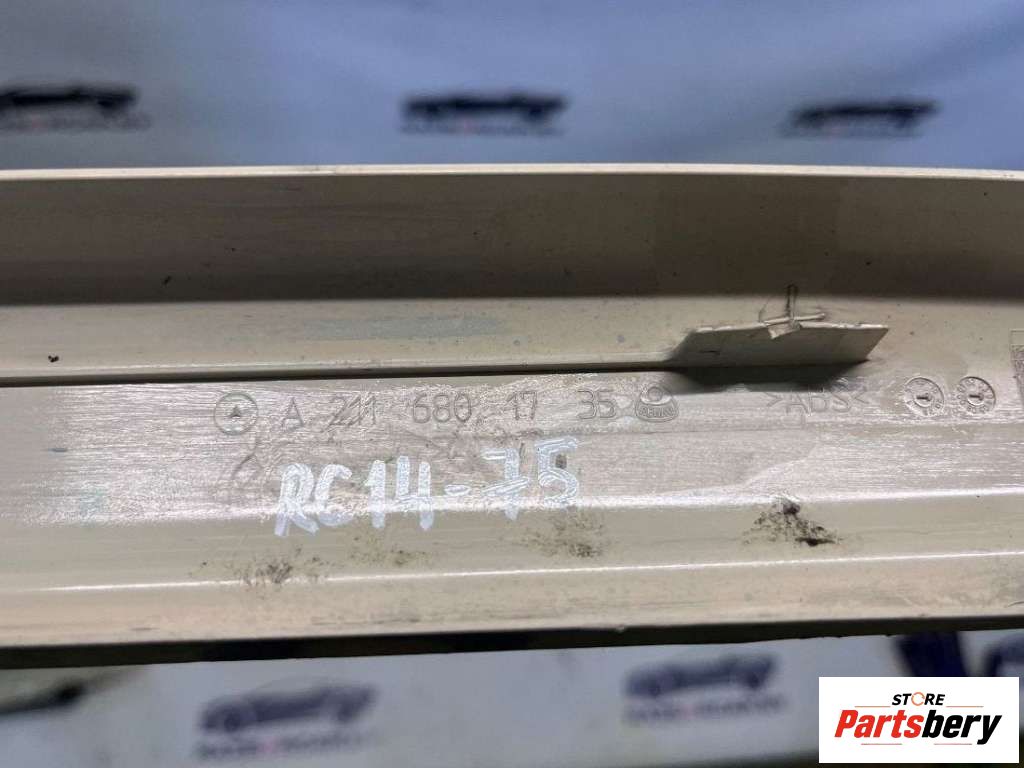 A 211 680 17 35 >ABS<
RC14-75
STORE
Partsbery